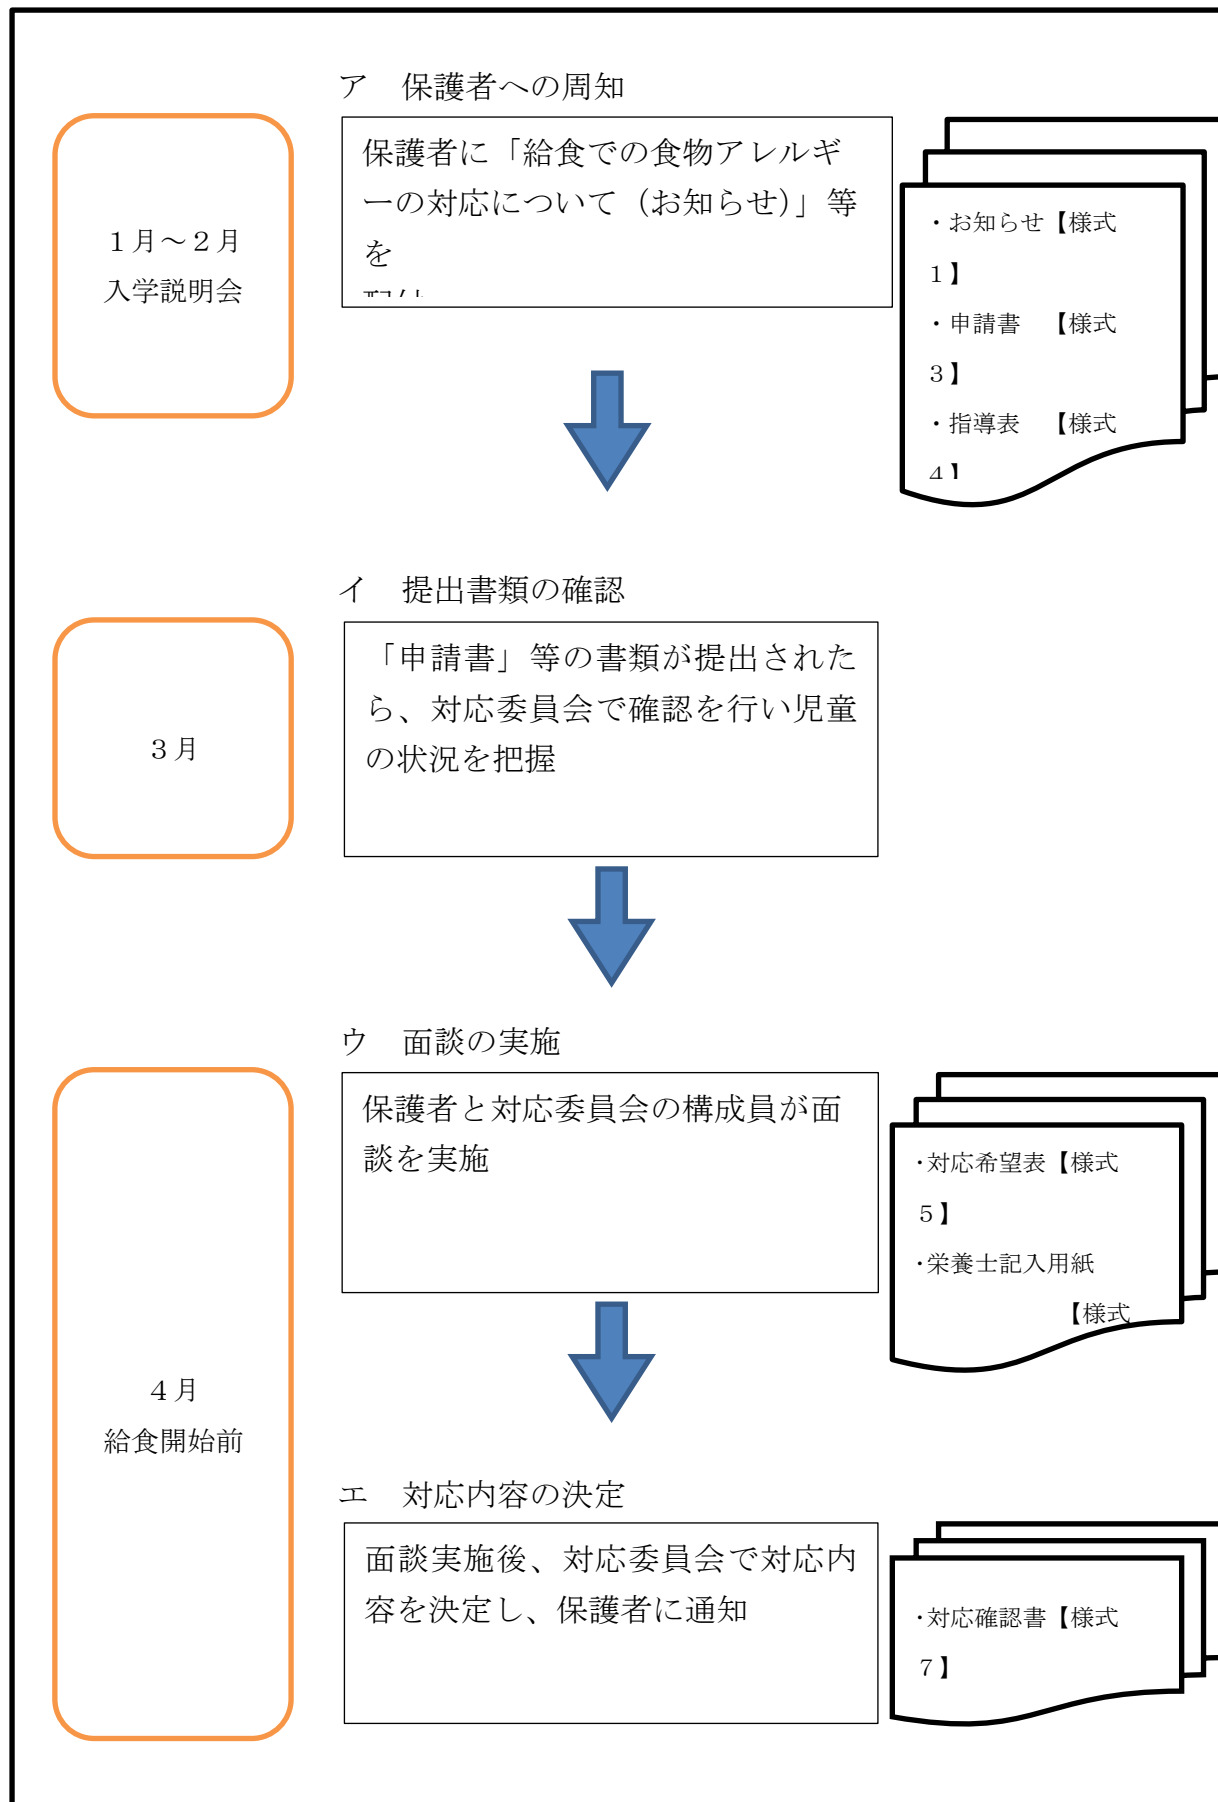 ア　保護者への周知
１月～２月
入学説明会
保護者に「給食での食物アレルギ
ーの対応について（お知らせ）」等
を
・お知らせ【様式
1】
・申請書　【様式
３】
・指導表　【様式
4】
イ　提出書類の確認
３月
「申請書」等の書類が提出された
ら、対応委員会で確認を行い児童
の状況を把握
ウ　面談の実施
保護者と対応委員会の構成員が面
談を実施
・対応希望表【様式
５】
・栄養士記入用紙
【様式
４月
給食開始前
エ　対応内容の決定
面談実施後、対応委員会で対応内
容を決定し、保護者に通知
・対応確認書【様式
７】